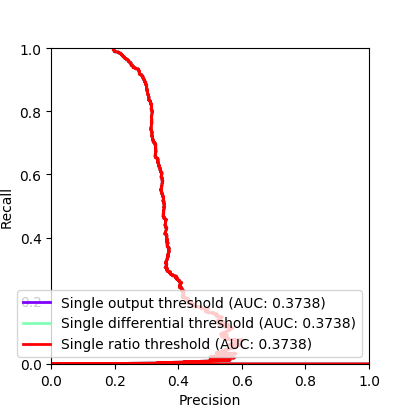 1.0
0.8
0.6
0.4
0.2
0.0
Recall
Single output threshold (AUC: 0.3738)
Single differential threshold (AUC: 0.3738)
Single ratio threshold (AUC: 0.3738)
0.0 0.2 0.4 0.6 0.8 1.0
Precision